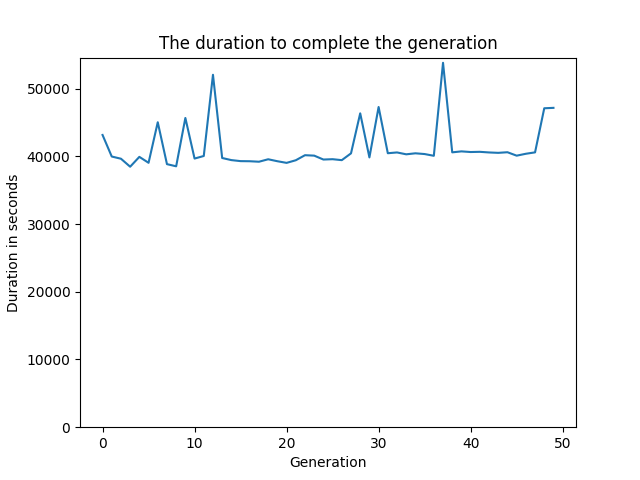 The duration to complete the generation
50000
40000
30000
20000
10000
0
Duration in seconds
0 10 20 30 40 50
Generation